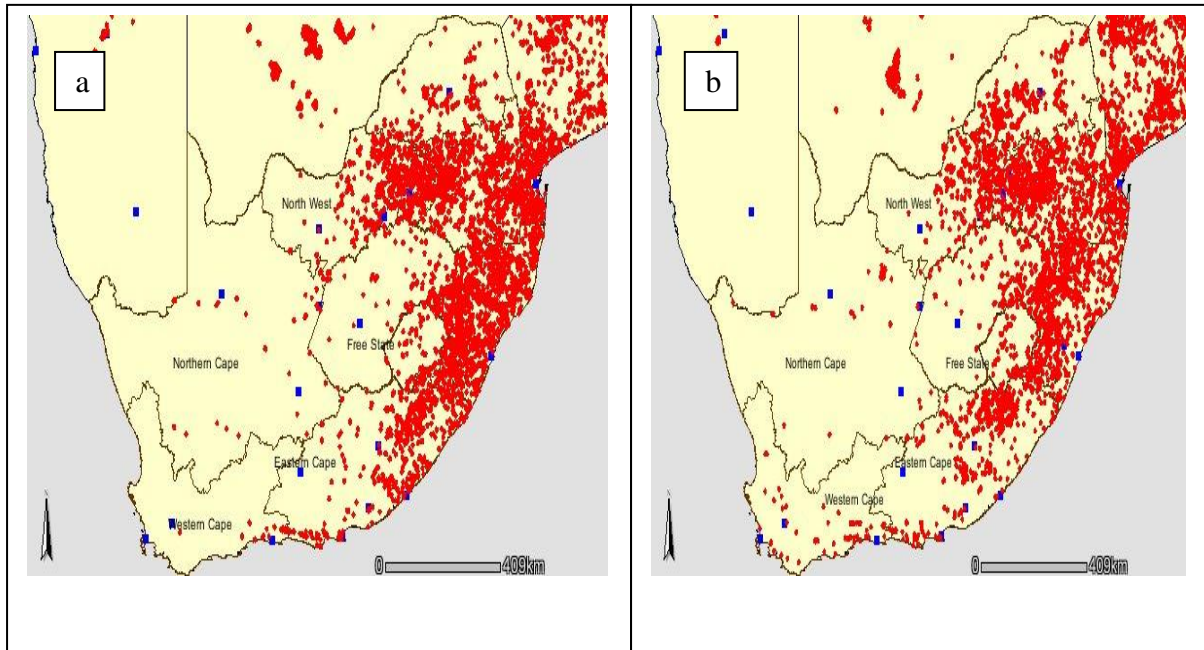 a
North West
Free State
Northern Cape
Eastern Cape
Western Cape
0 409km
b
North West
Free State
Northern Cape
Eastern Cape
Western Cape
0 409km